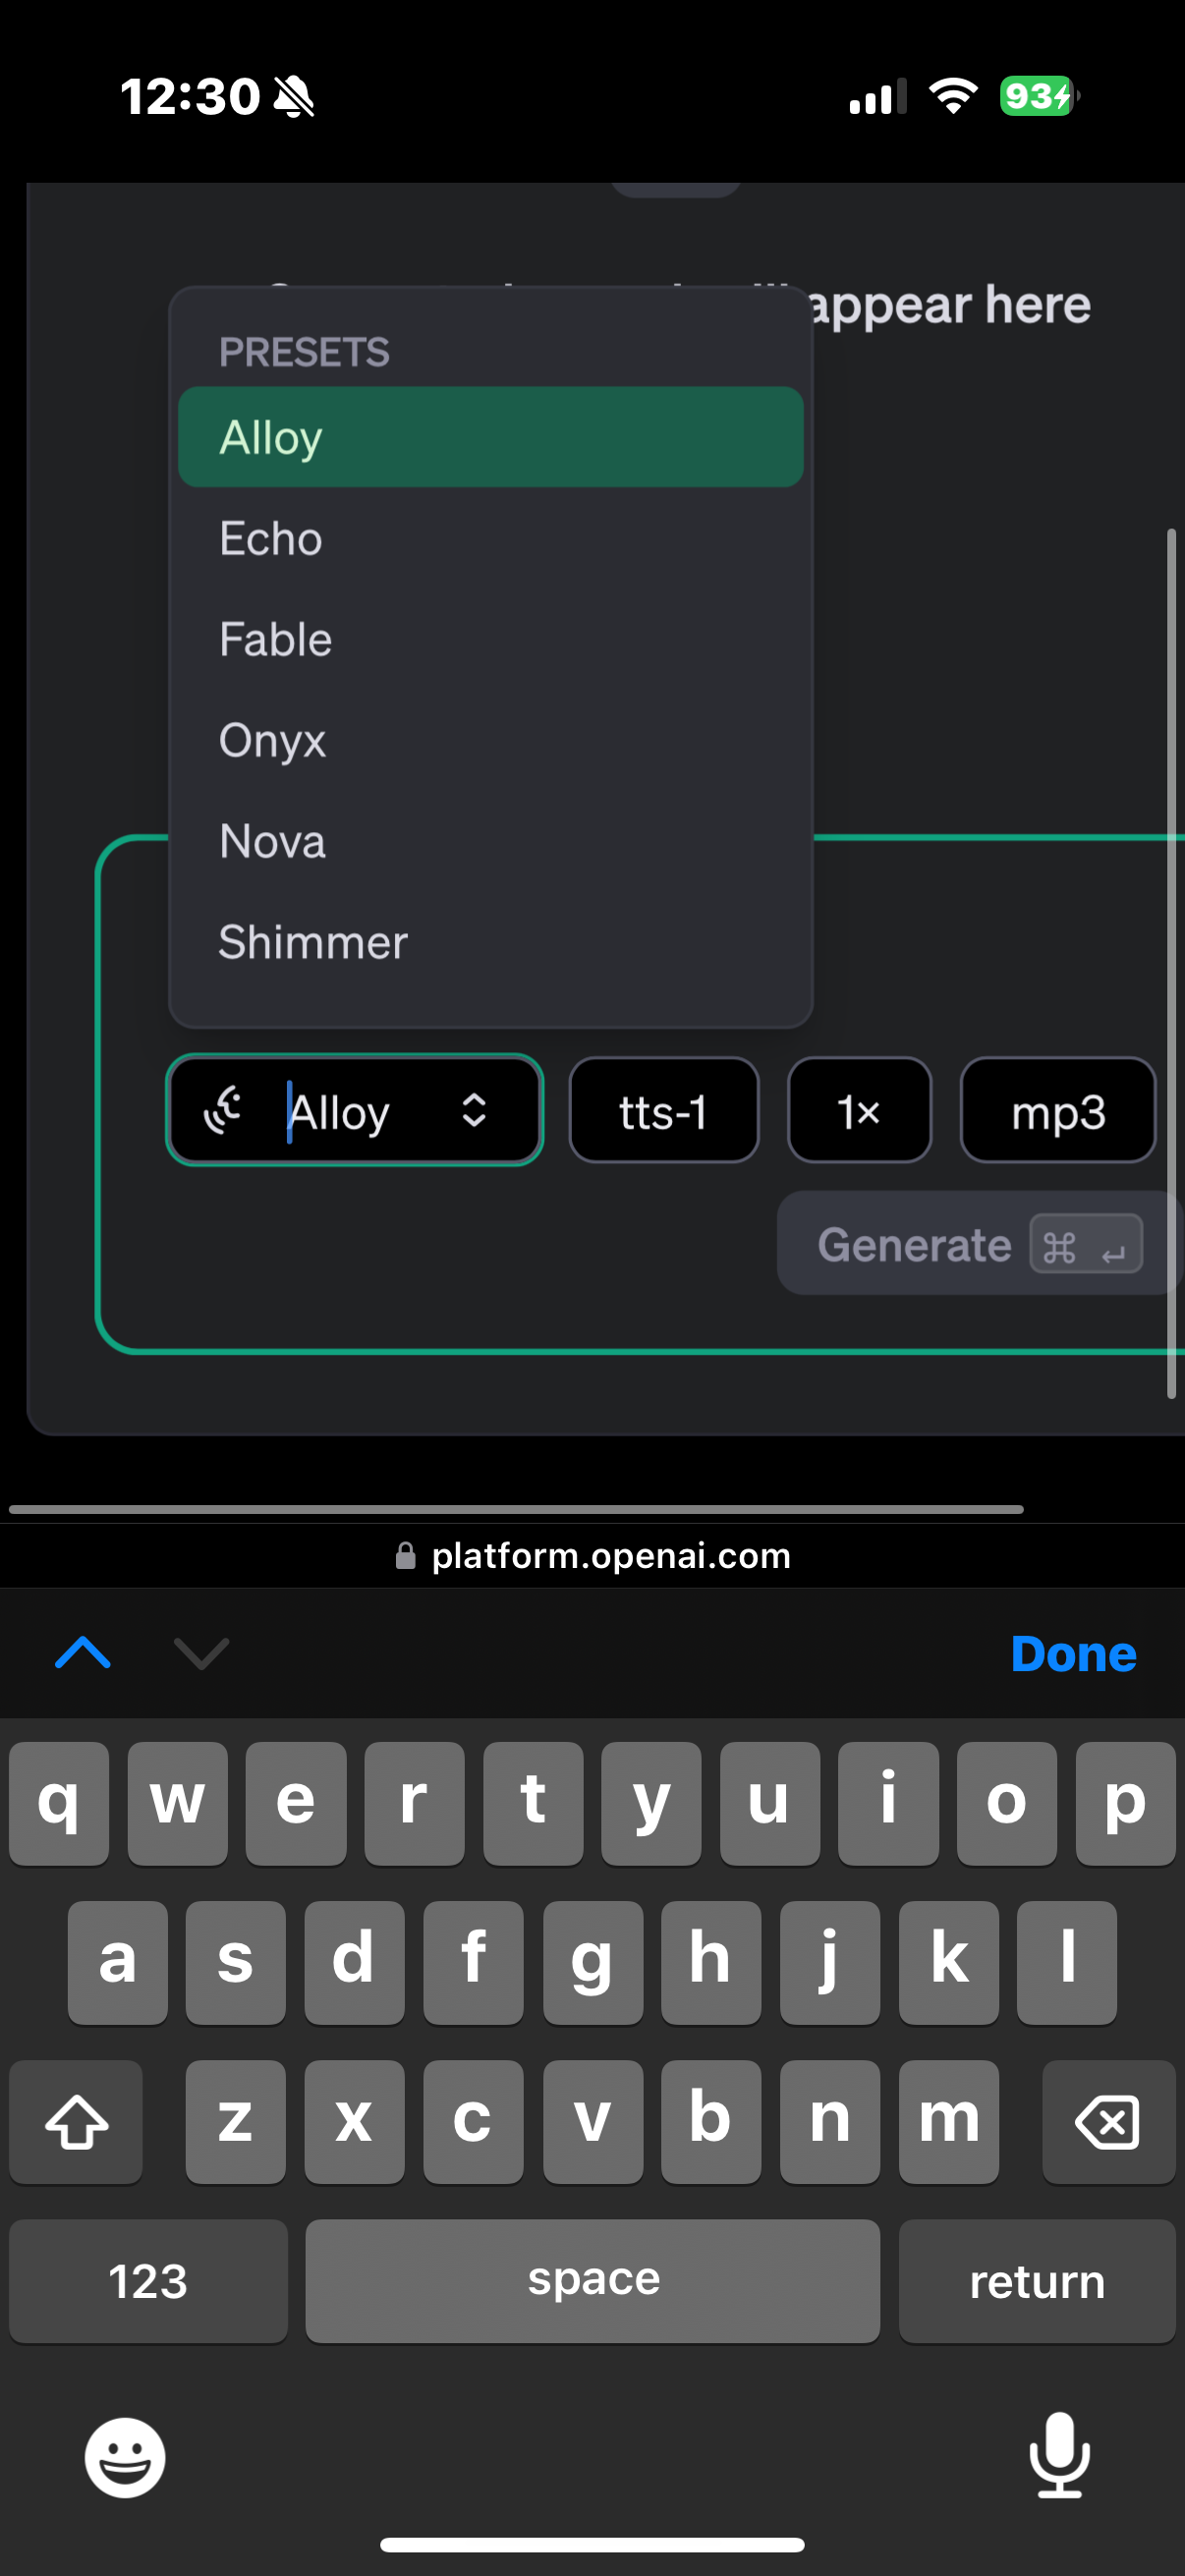 12:30
93
appear here
PRESETS
Alloy
Echo
Fable
Onyx
Nova
Shimmer
Alloy
tts-1
1×
mp3
Generate ⌘ ↵
platform.openai.com
Done
q w e r t y u i o p
a s d f g h j k l
z x c v b n m
123 space return